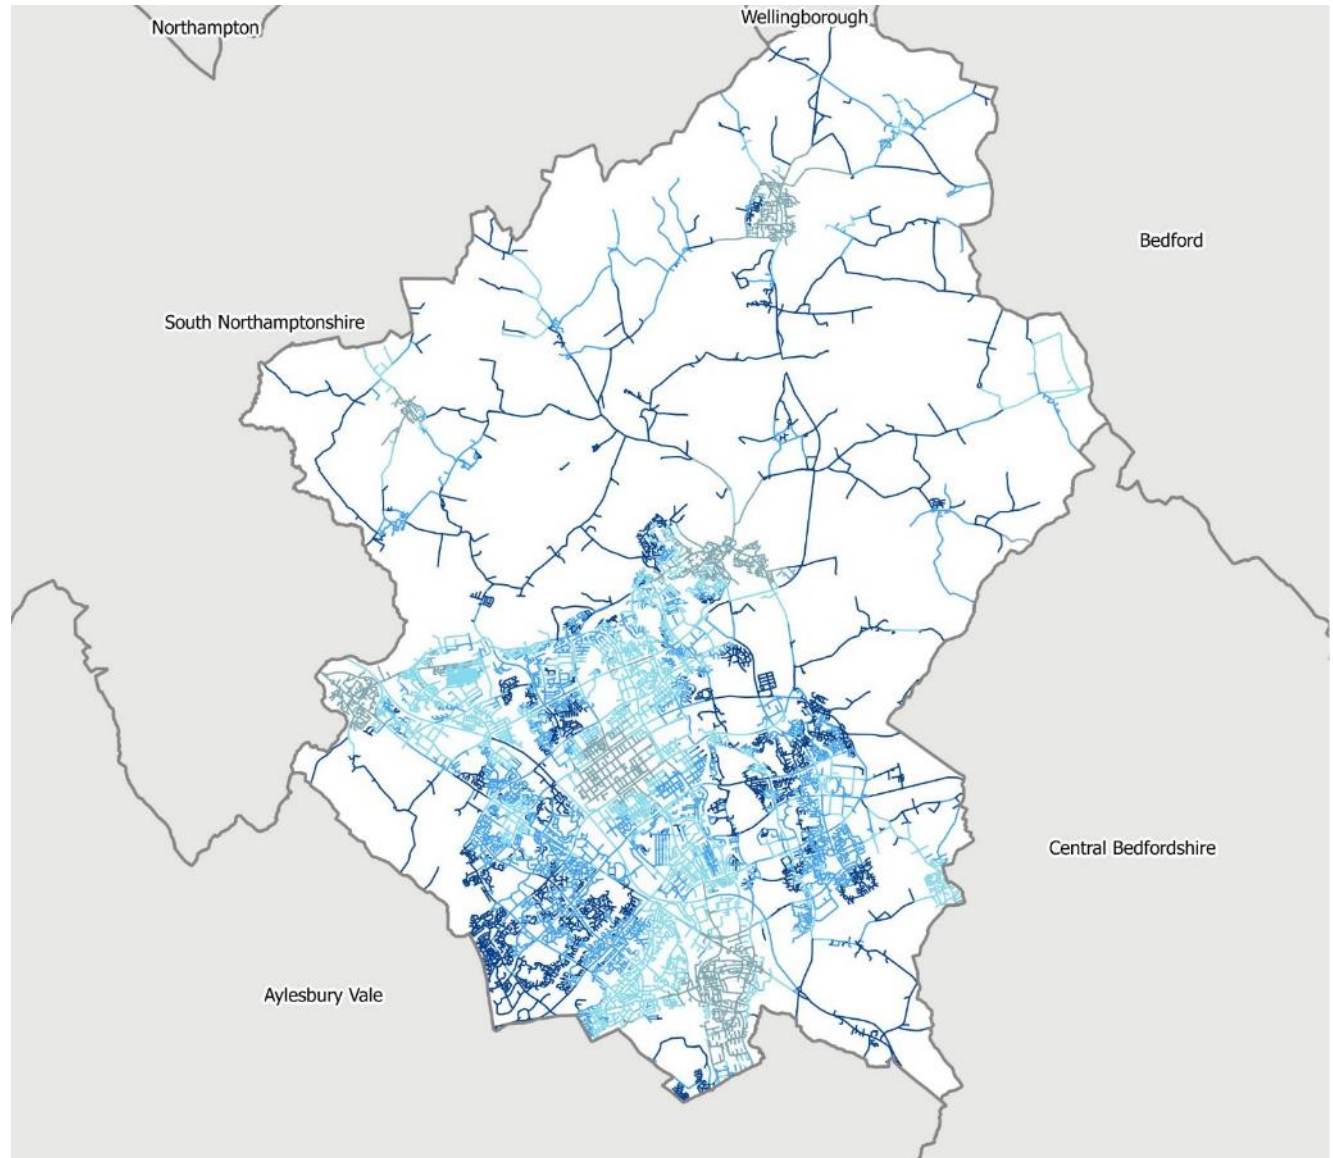 Northampton
Wellingborough
Bedford
South Northamptonshire
Central Bedfordshire
Aylesbury Vale